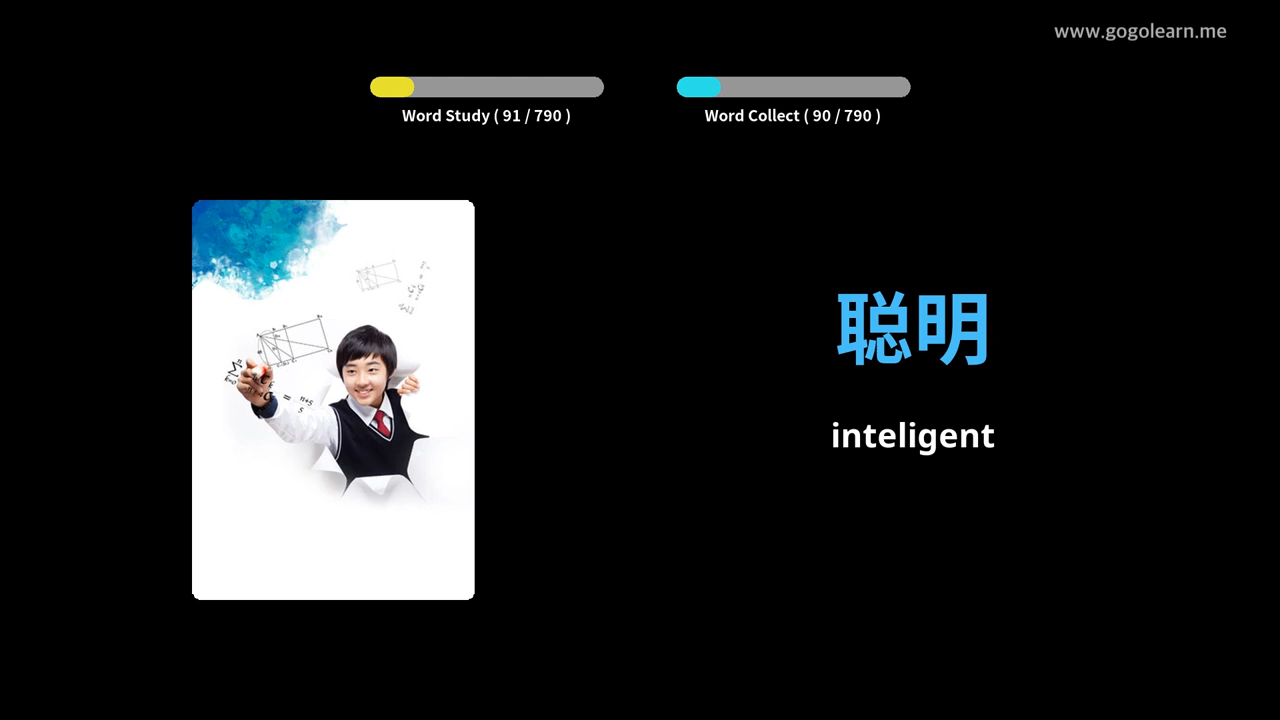 www.gogolearn.me
Word Study ( 91 / 790 )
Word Collect ( 90 / 790 )
聪明
inteligent